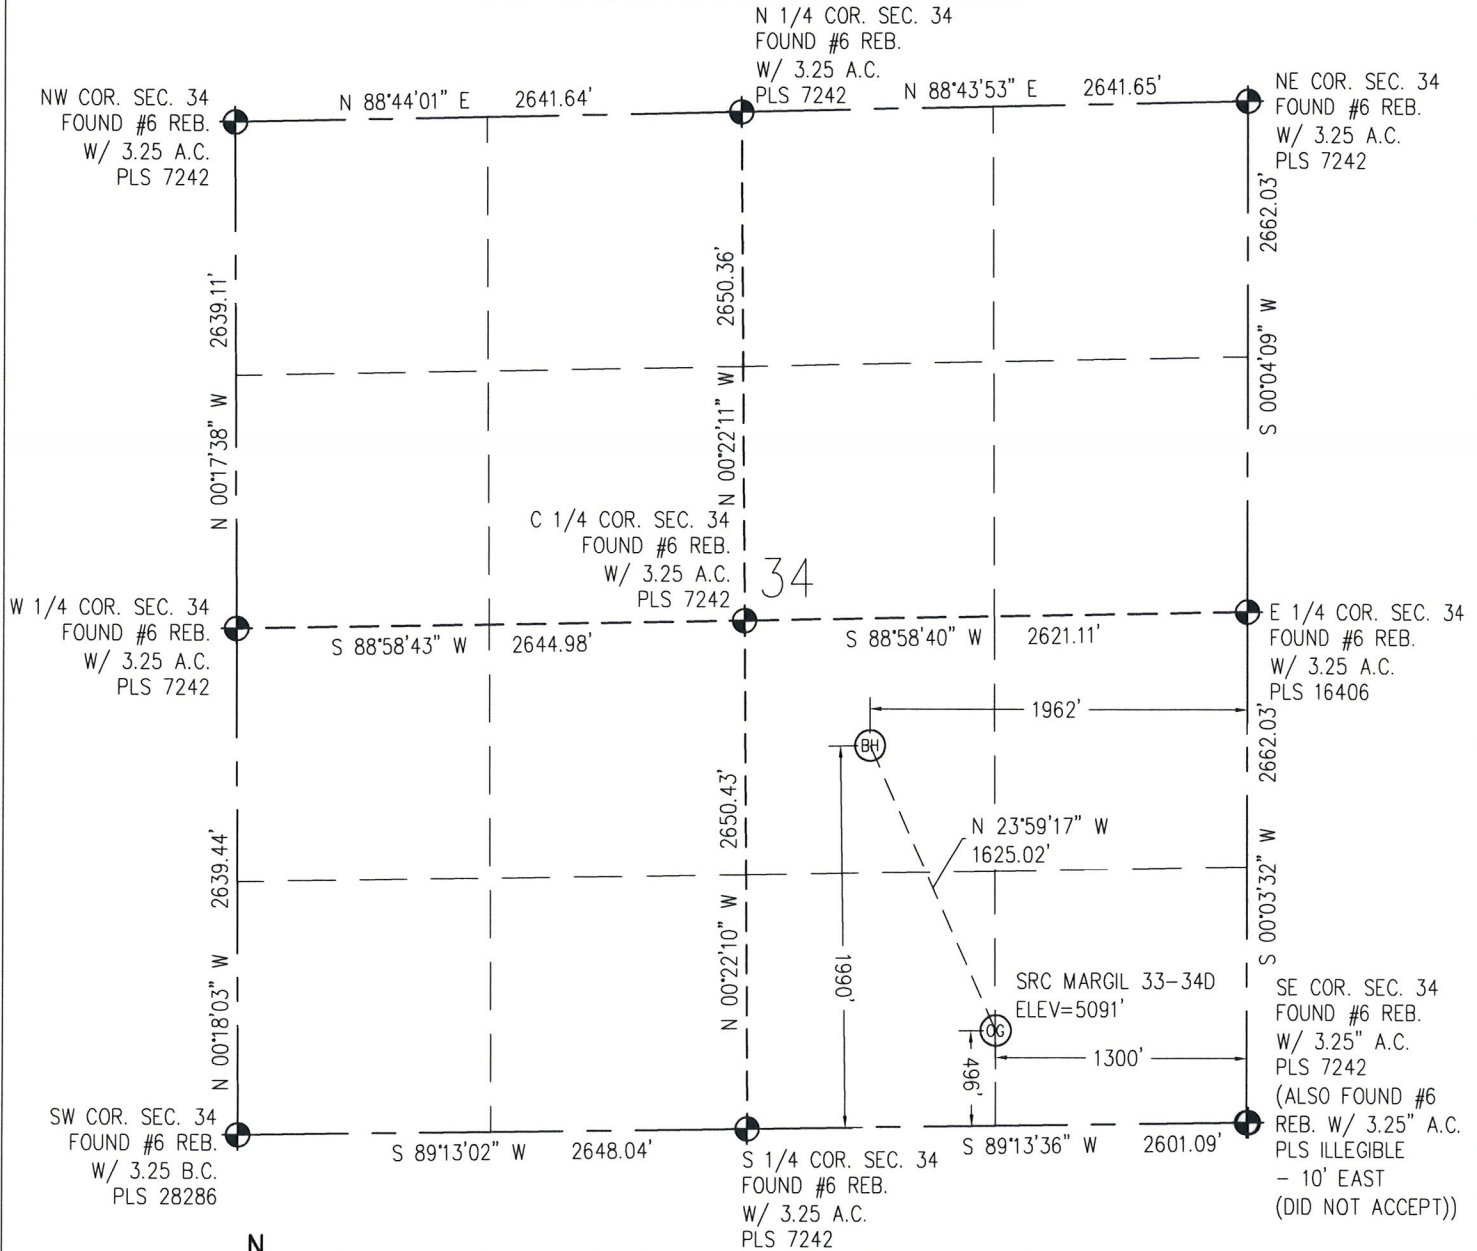 N 1/4 COR. SEC. 34
FOUND #6 REB.
W/ 3.25 A.C.
PLS 7242
NW COR. SEC. 34
FOUND #6 REB.
W/ 3.25 A.C.
PLS 7242
N 88°44'01" E 2641.64'
N 88°43'53" E 2641.65'
NE COR. SEC. 34
FOUND #6 REB.
W/ 3.25 A.C.
PLS 7242
2639.11'
N 00°17'38" W
2650.36'
N 00°22'11" W
2662.03'
S 00°04'09" W
C 1/4 COR. SEC. 34
FOUND #6 REB.
W/ 3.25 A.C.
PLS 7242
34
W 1/4 COR. SEC. 34
FOUND #6 REB.
W/ 3.25 A.C.
PLS 7242
S 88°58'43" W 2644.98'
S 88°58'40" W 2621.11'
E 1/4 COR. SEC. 34
FOUND #6 REB.
W/ 3.25 A.C.
PLS 16406
1962'
BH
2639.44'
N 00°18'03" W
2650.43'
N 00°22'10" W
1990'
N 23°59'17" W
1625.02'
2662.03'
S 00°03'32" W
SRC MARGIL 33-34D
ELEV=5091'
OG
496'
1300'
SE COR. SEC. 34
FOUND #6 REB.
W/ 3.25" A.C.
PLS 7242
(ALSO FOUND #6
REB. W/ 3.25" A.C.
PLS ILLEGIBLE
- 10' EAST
(DID NOT ACCEPT))
SW COR. SEC. 34
FOUND #6 REB.
W/ 3.25 B.C.
PLS 28286
S 89°13'02" W 2648.04'
S 89°13'36" W 2601.09'
S 1/4 COR. SEC. 34
FOUND #6 REB.
W/ 3.25 A.C.
PLS 7242
N